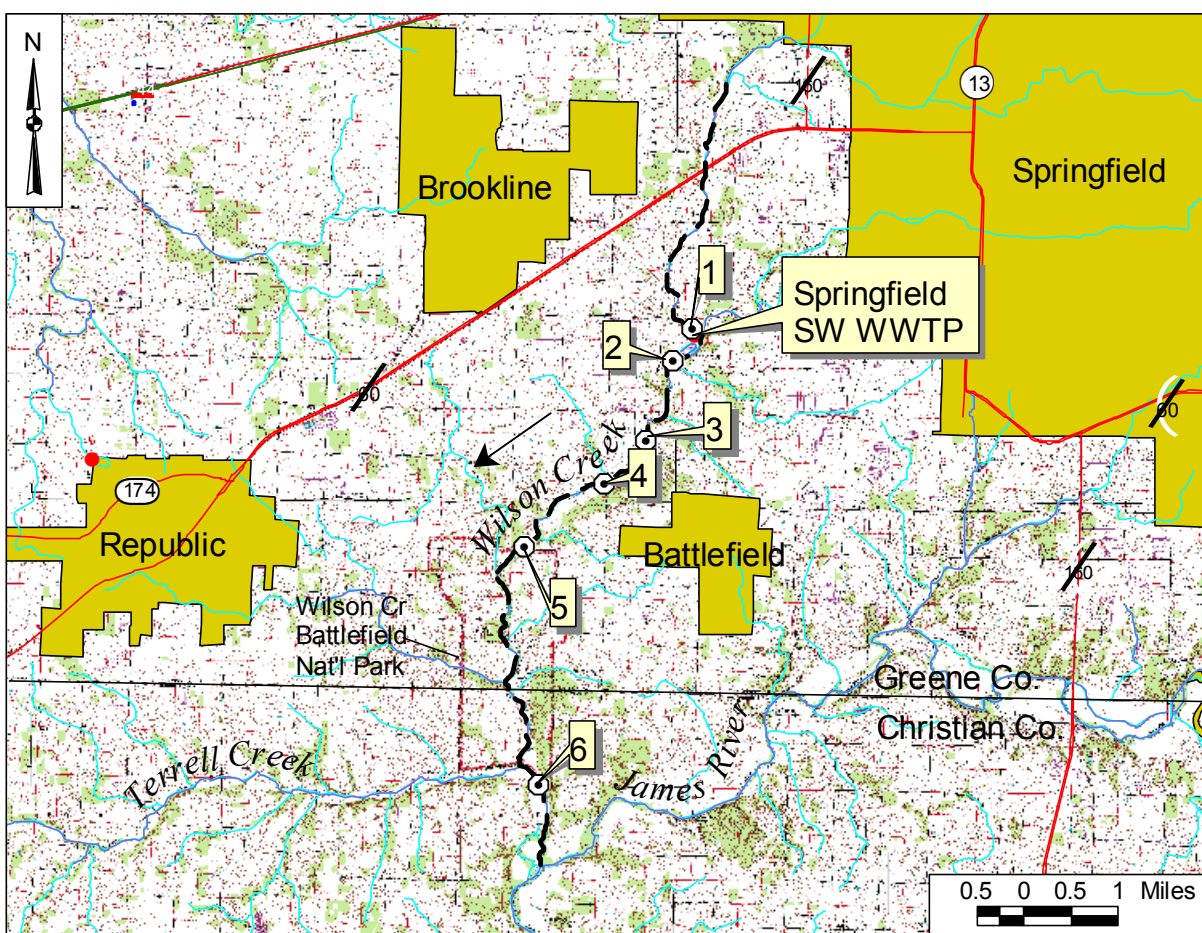 N
160
13
Springfield
Brookline
1
Springfield
SW WWTP
2
60
60
3
Wilson Creek
4
174
Republic
Battlefield
160
5
Wilson Cr
Battlefield
Nat'l Park
Greene Co.
Christian Co.
6
Terrell Creek
James River
0.5 0 0.5 1 Miles